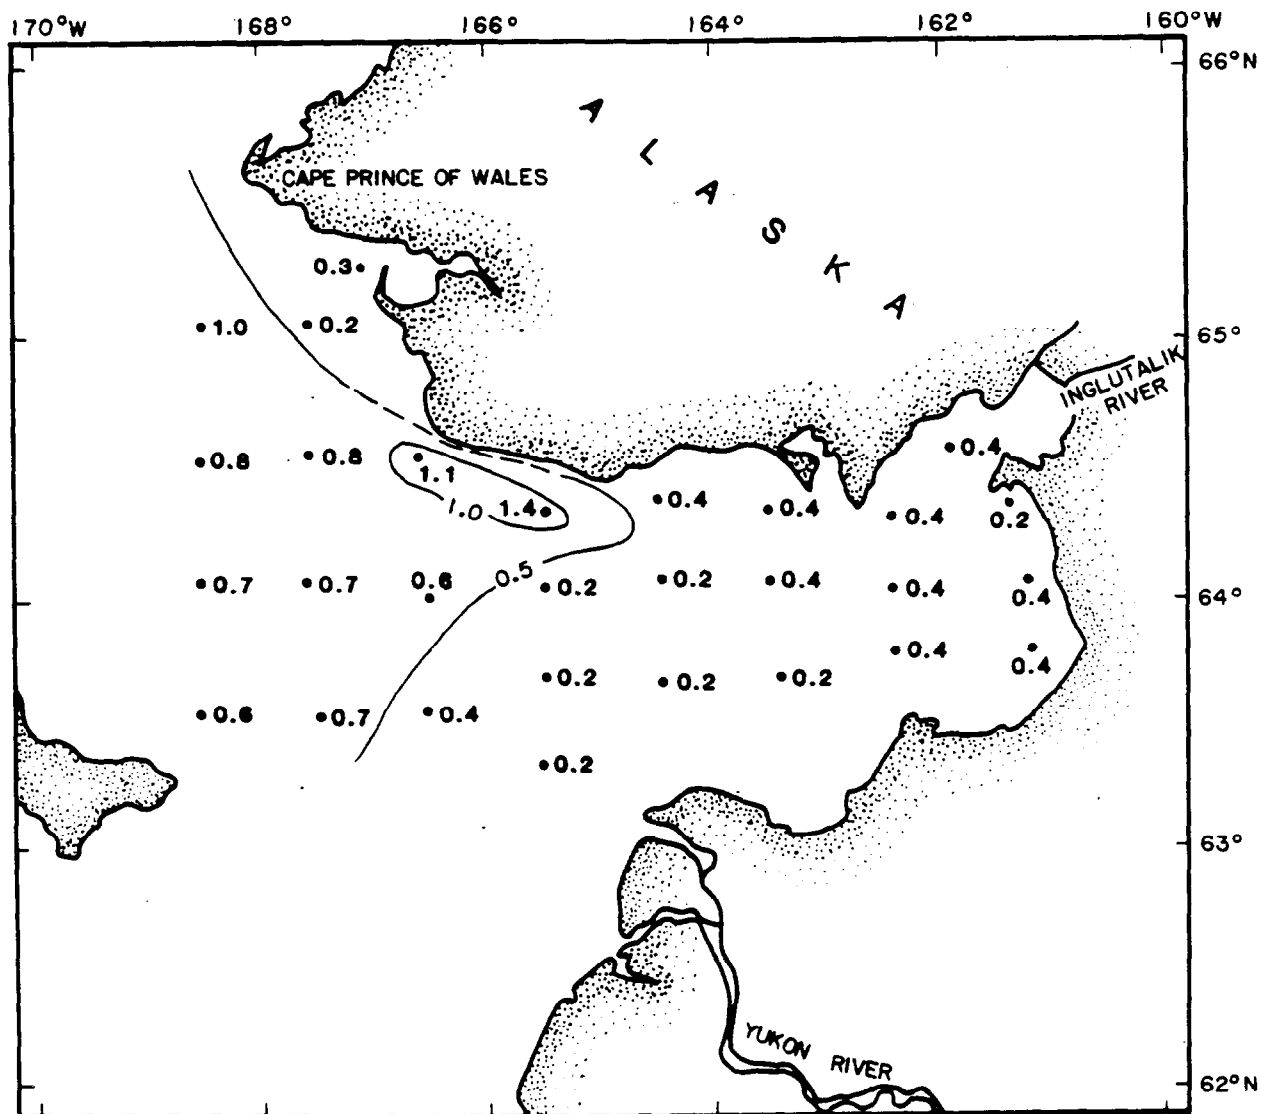 170°W 168° 166° 164° 162° 160°W
66°N
A L A S K A
CAPE PRINCE OF WALES
0.3
1.0 0.2
65°
INGLUTALIK
RIVER
0.4
0.8 0.8 1.1
1.0 1.4 0.4 0.4 0.4 0.2
0.5
0.7 0.7 0.6 0.2 0.2 0.4 0.4 0.4
64°
0.4 0.4
0.2 0.2 0.2
0.6 0.7 0.4
0.2
63°
YUKON RIVER
62°N